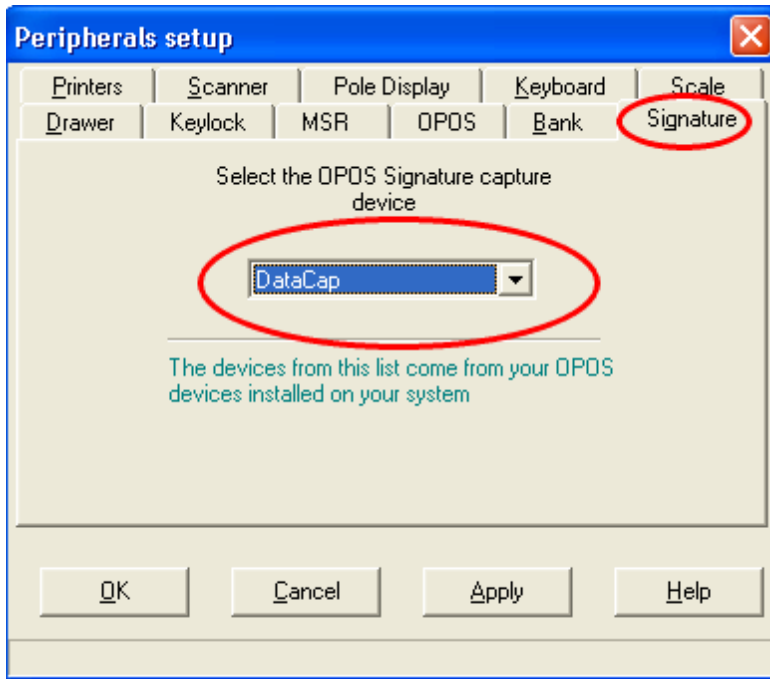 Peripherals setup
Printers Scanner Pole Display Keyboard Scale
Drawer Keylock MSR OPOS Bank Signature
Select the OPOS Signature capture
device
DataCap
The devices from this list come from your OPOS
devices installed on your system
OK Cancel Apply Help